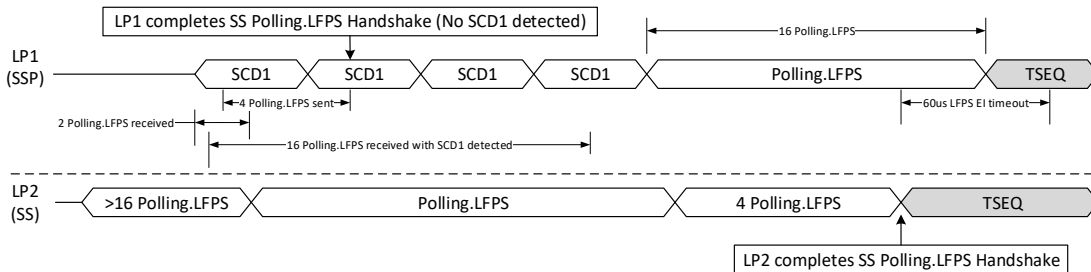 LP1 completes SS Polling.LFPS Handshake (No SCD1 detected)
16 Polling.LFPS
LP1
(SSP)
SCD1
SCD1
SCD1
SCD1
Polling.LFPS
TSEQ
4 Polling.LFPS sent
60us LFPS EI timeout
2 Polling.LFPS received
16 Polling.LFPS received with SCD1 detected
LP2
(SS)
>16 Polling.LFPS
Polling.LFPS
4 Polling.LFPS
TSEQ
LP2 completes SS Polling.LFPS Handshake